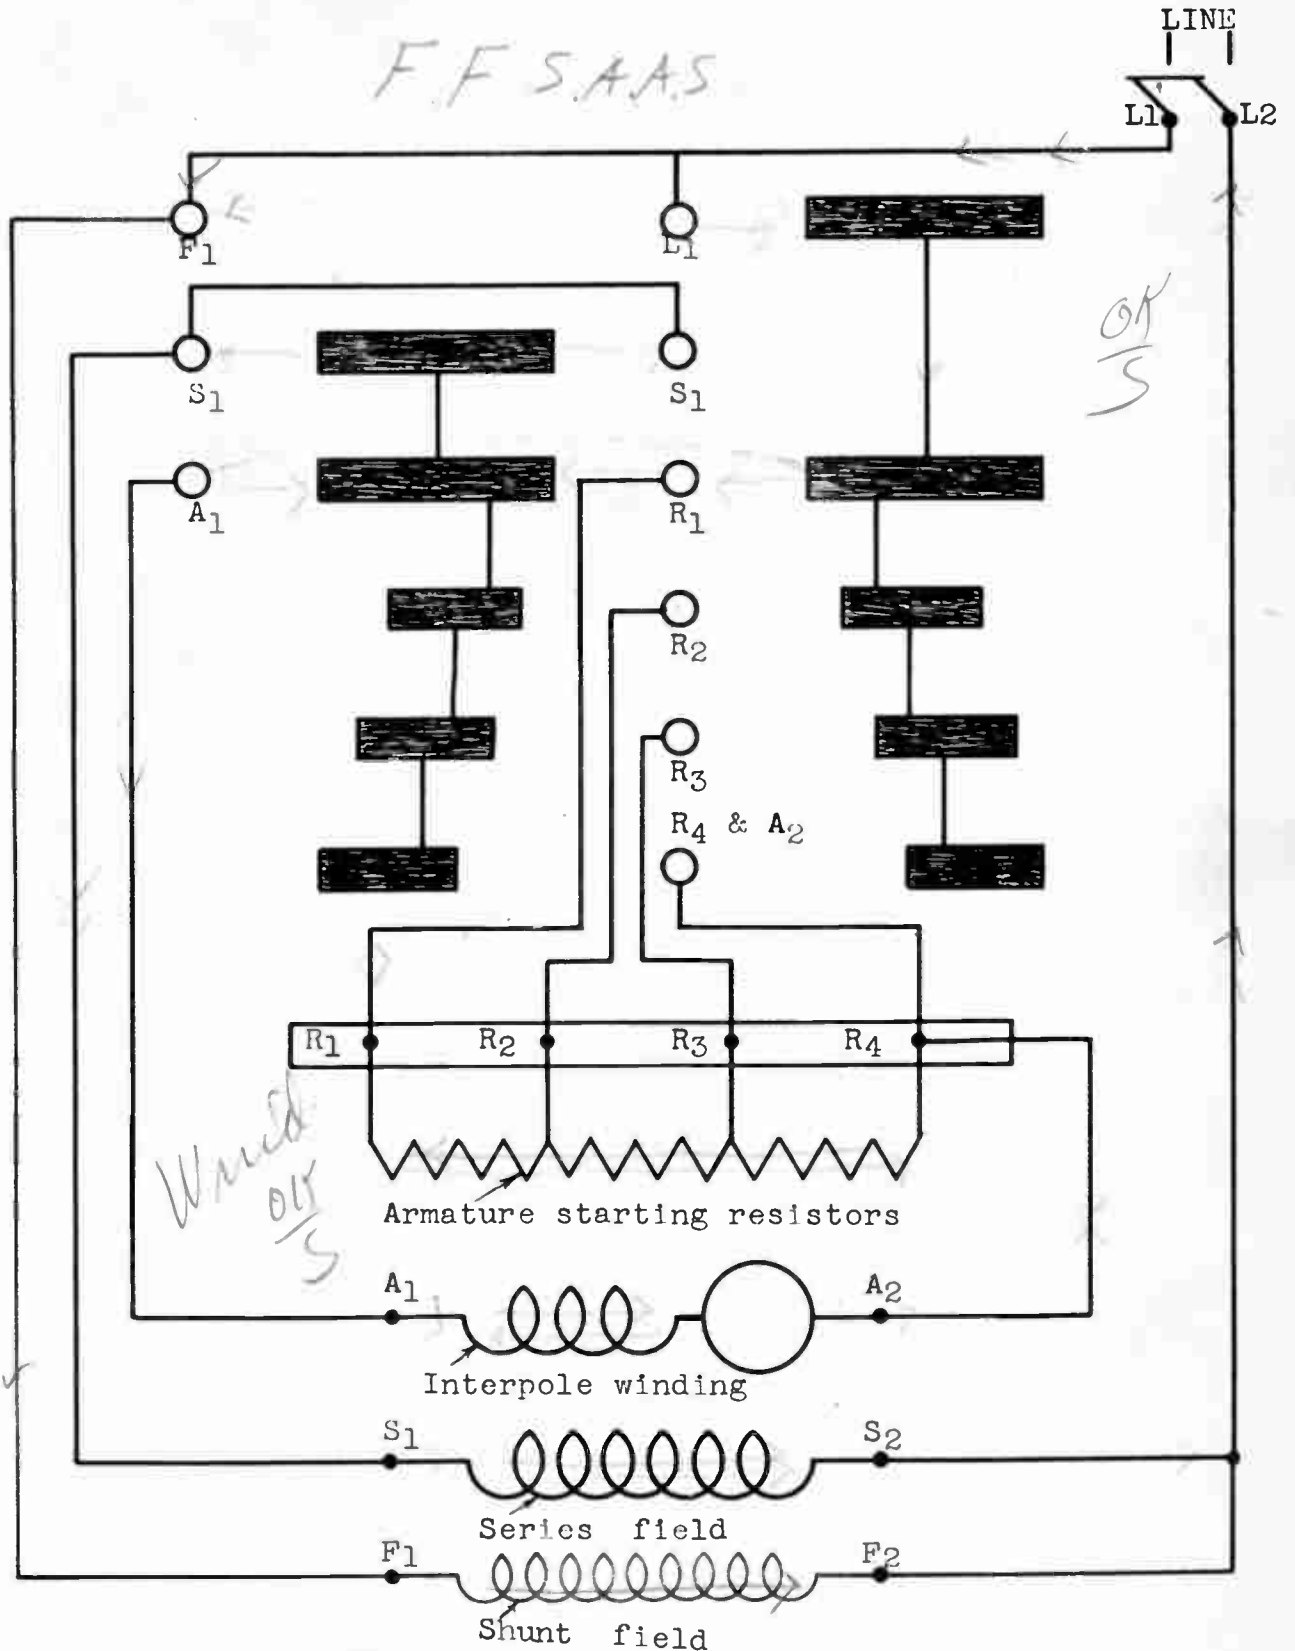 LINE
F.F S.A.A.S
L1 L2
F1 L1
OK
S
S1 S1
A1 R1
R2
R3
R4 & A2
R1 R2 R3 R4
OK
S
Armature starting resistors
A1 A2
Interpole winding
S1 S2
Series field
F1 F2
Shunt field